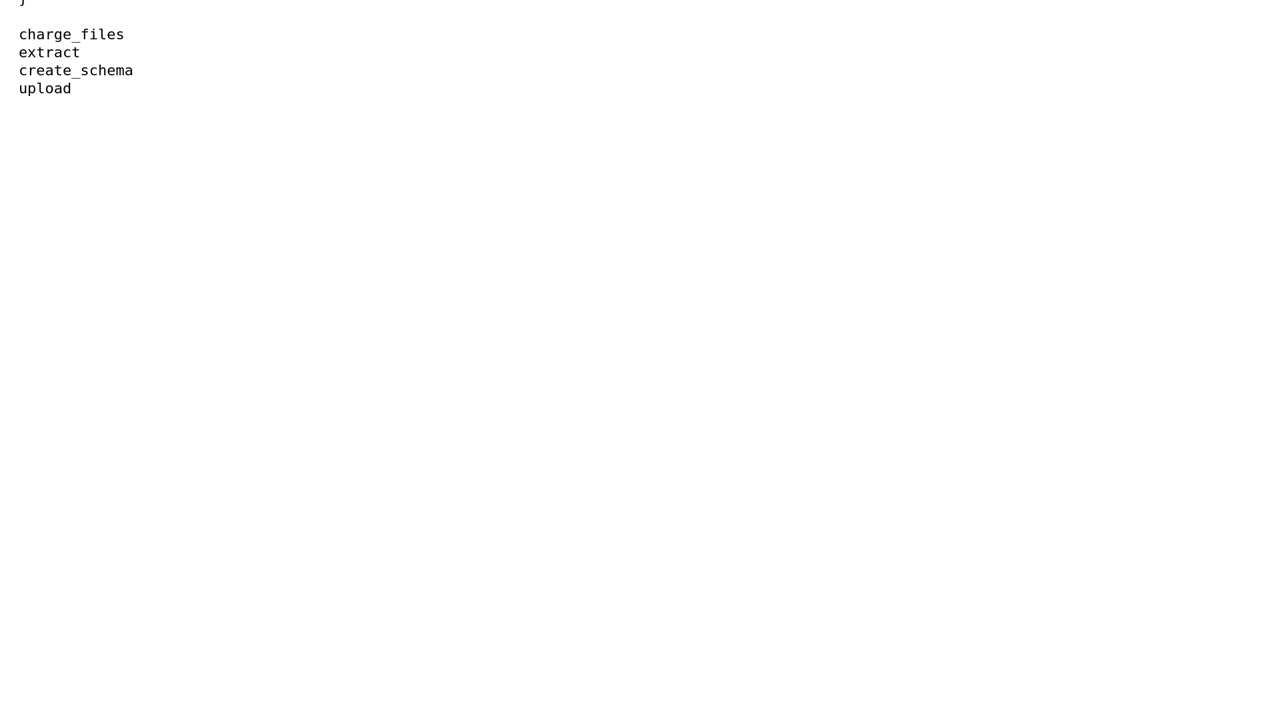 }
charge_files
extract
create_schema
upload